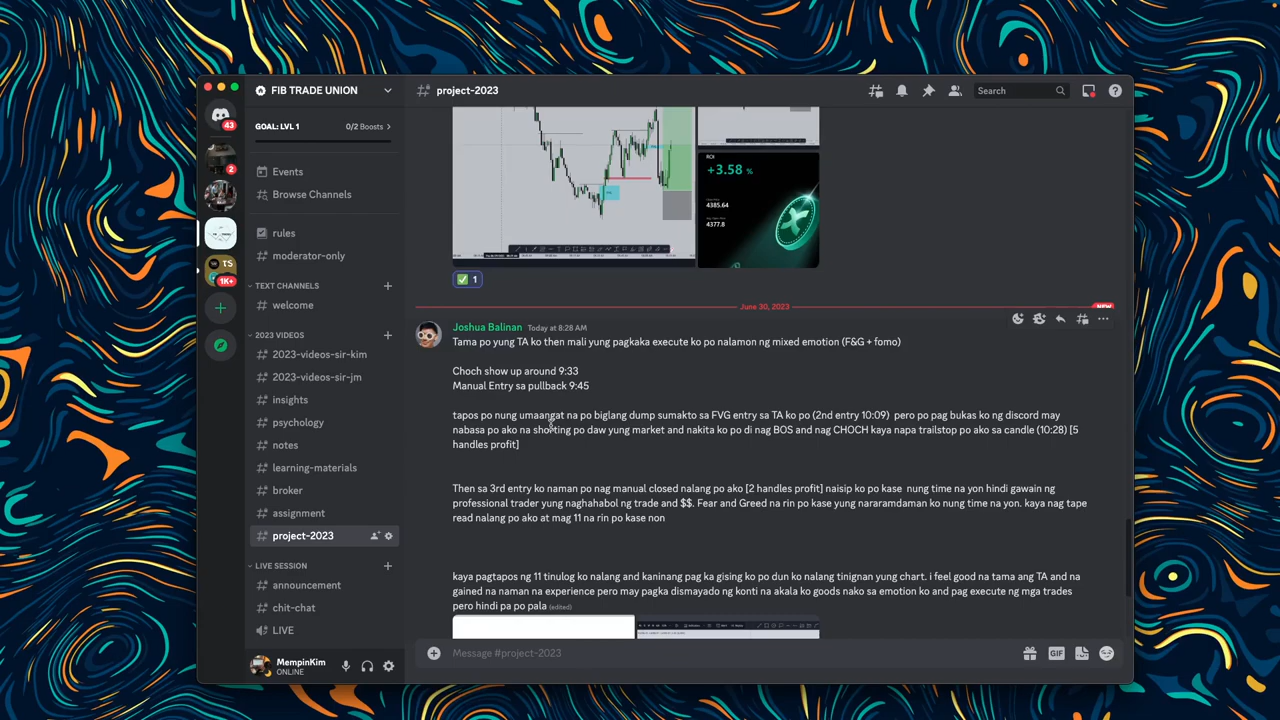 FIB TRADE UNION
project-2023
Search
43
GOAL: LVL 1
0/2 Boosts
2
Events
Browse Channels
ROI
+3.58 %
4385.64
4377.8
rules
TS
1K+
moderator-only
1
TEXT CHANNELS
welcome
June 30, 2023
NEW
Joshua Balinan Today at 8:28 AM
Tama po yung TA ko then mali yung pagkaka execute ko po nalamon ng mixed emotion (F&G + fomo)
2023 VIDEOS
2023-videos-sir-kim
2023-videos-sir-jm
insights
psychology
notes
learning-materials
broker
assignment
project-2023
Choch show up around 9:33
Manual Entry sa pullback 9:45
tapos po nung umaangat na po biglang dump sumakto sa FVG entry sa TA ko po (2nd entry 10:09) pero po pag bukas ko ng discord may
nabasa po ako na shotting po daw yung market and nakita ko po di nag BOS and nag CHOCH kaya napa trailstop po ako sa candle (10:28) [5
handles profit]
Then sa 3rd entry ko naman po nag manual closed nalang po ako [2 handles profit] naisip ko po kase nung time na yon hindi gawain ng
professional trader yung naghahabol ng trade and $$. Fear and Greed na rin po kase yung nararamdaman ko nung time na yon. kaya nag tape
read nalang po ako at mag 11 na rin po kase non
kaya pagtapos ng 11 tinulog ko nalang and kaninang pag ka gising ko po dun ko nalang tinignan yung chart. i feel good na tama ang TA and na
gained na naman na experience pero may pagka dismayado ng konti na akala ko goods nako sa emotion ko and pag execute ng mga trades
pero hindi pa po pala (edited)
LIVE SESSION
announcement
chit-chat
LIVE
MempinKim
ONLINE
Message #project-2023
GIF